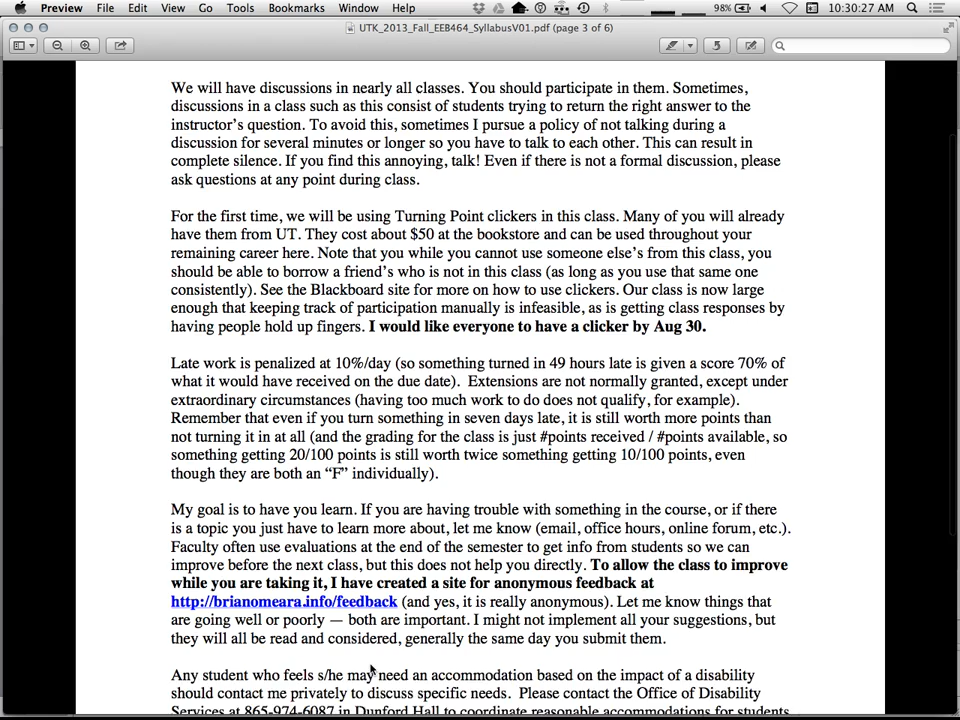 Preview File Edit View Go Tools Bookmarks Window Help 98% 10:30:27 AM
UTK_2013_Fall_EEB464_SyllabusV01.pdf (page 3 of 6)
We will have discussions in nearly all classes. You should participate in them. Sometimes,
discussions in a class such as this consist of students trying to return the right answer to the
instructor's question. To avoid this, sometimes I pursue a policy of not talking during a
discussion for several minutes or longer so you have to talk to each other. This can result in
complete silence. If you find this annoying, talk! Even if there is not a formal discussion, please
ask questions at any point during class.
For the first time, we will be using Turning Point clickers in this class. Many of you will already
have them from UT. They cost about $50 at the bookstore and can be used throughout your
remaining career here. Note that you while you cannot use someone else's from this class, you
should be able to borrow a friend's who is not in this class (as long as you use that same one
consistently). See the Blackboard site for more on how to use clickers. Our class is now large
enough that keeping track of participation manually is infeasible, as is getting class responses by
having people hold up fingers. I would like everyone to have a clicker by Aug 30.
Late work is penalized at 10%/day (so something turned in 49 hours late is given a score 70% of
what it would have received on the due date). Extensions are not normally granted, except under
extraordinary circumstances (having too much work to do does not qualify, for example).
Remember that even if you turn something in seven days late, it is still worth more points than
not turning it in at all (and the grading for the class is just #points received / #points available, so
something getting 20/100 points is still worth twice something getting 10/100 points, even
though they are both an “F” individually).
My goal is to have you learn. If you are having trouble with something in the course, or if there
is a topic you just have to learn more about, let me know (email, office hours, online forum, etc.).
Faculty often use evaluations at the end of the semester to get info from students so we can
improve before the next class, but this does not help you directly. To allow the class to improve
while you are taking it, I have created a site for anonymous feedback at
http://brianomeara.info/feedback (and yes, it is really anonymous). Let me know things that
are going well or poorly — both are important. I might not implement all your suggestions, but
they will all be read and considered, generally the same day you submit them.
Any student who feels s/he may need an accommodation based on the impact of a disability
should contact me privately to discuss specific needs. Please contact the Office of Disability
Services at 865-974-6087 in Dunford Hall to coordinate reasonable accommodations for students